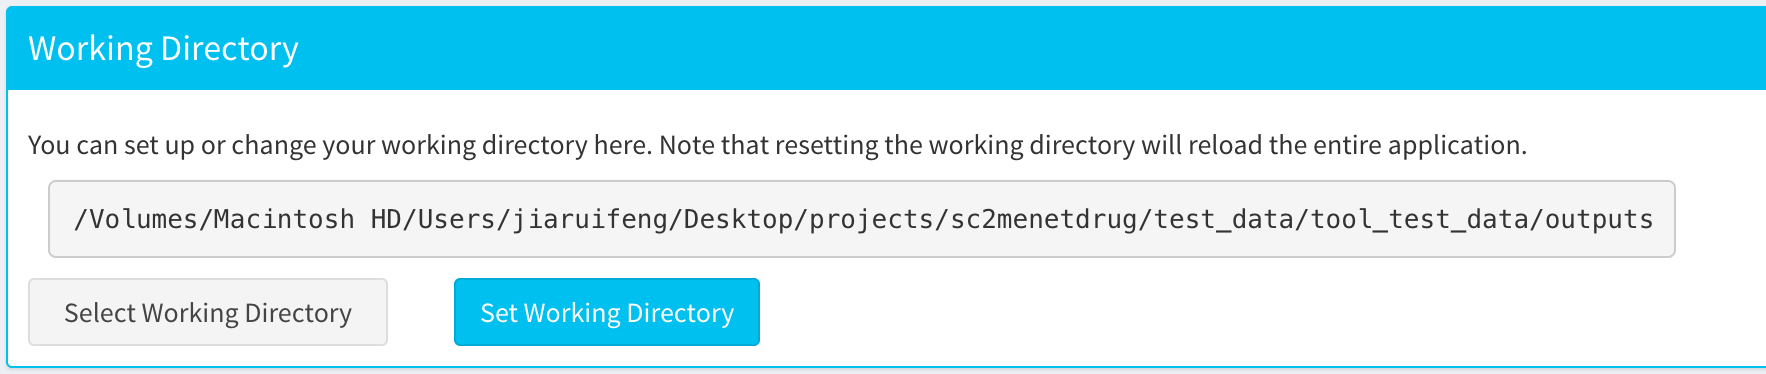 Working Directory
You can set up or change your working directory here. Note that resetting the working directory will reload the entire application.
/Volumes/Macintosh HD/Users/jiaruifeng/Desktop/projects/sc2menetdrug/test_data/tool_test_data/outputs
Select Working Directory
Set Working Directory